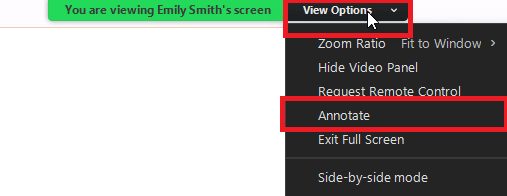 You are viewing Emily Smith's screen View Options
Zoom Ratio Fit to Window >
Hide Video Panel
Request Remote Control
Annotate
Exit Full Screen
Side-by-side mode